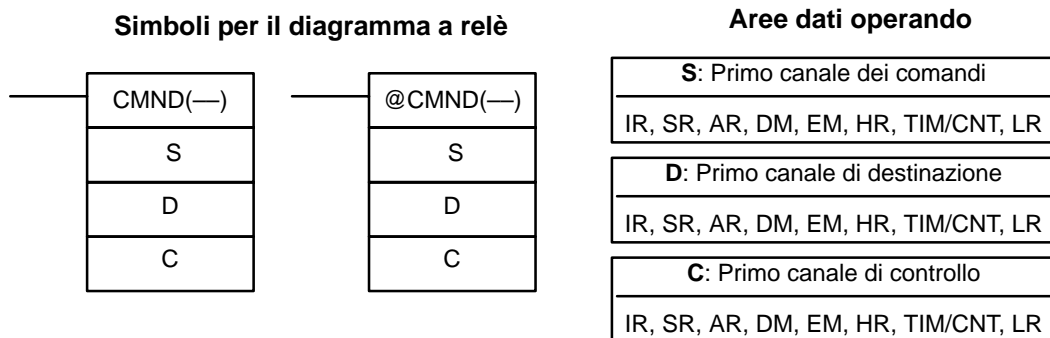 Simboli per il diagramma a relè
CMND(––)
S
D
C
@CMND(––)
S
D
C
Aree dati operando
S: Primo canale dei comandi
IR, SR, AR, DM, EM, HR, TIM/CNT, LR
D: Primo canale di destinazione
IR, SR, AR, DM, EM, HR, TIM/CNT, LR
C: Primo canale di controllo
IR, SR, AR, DM, EM, HR, TIM/CNT, LR